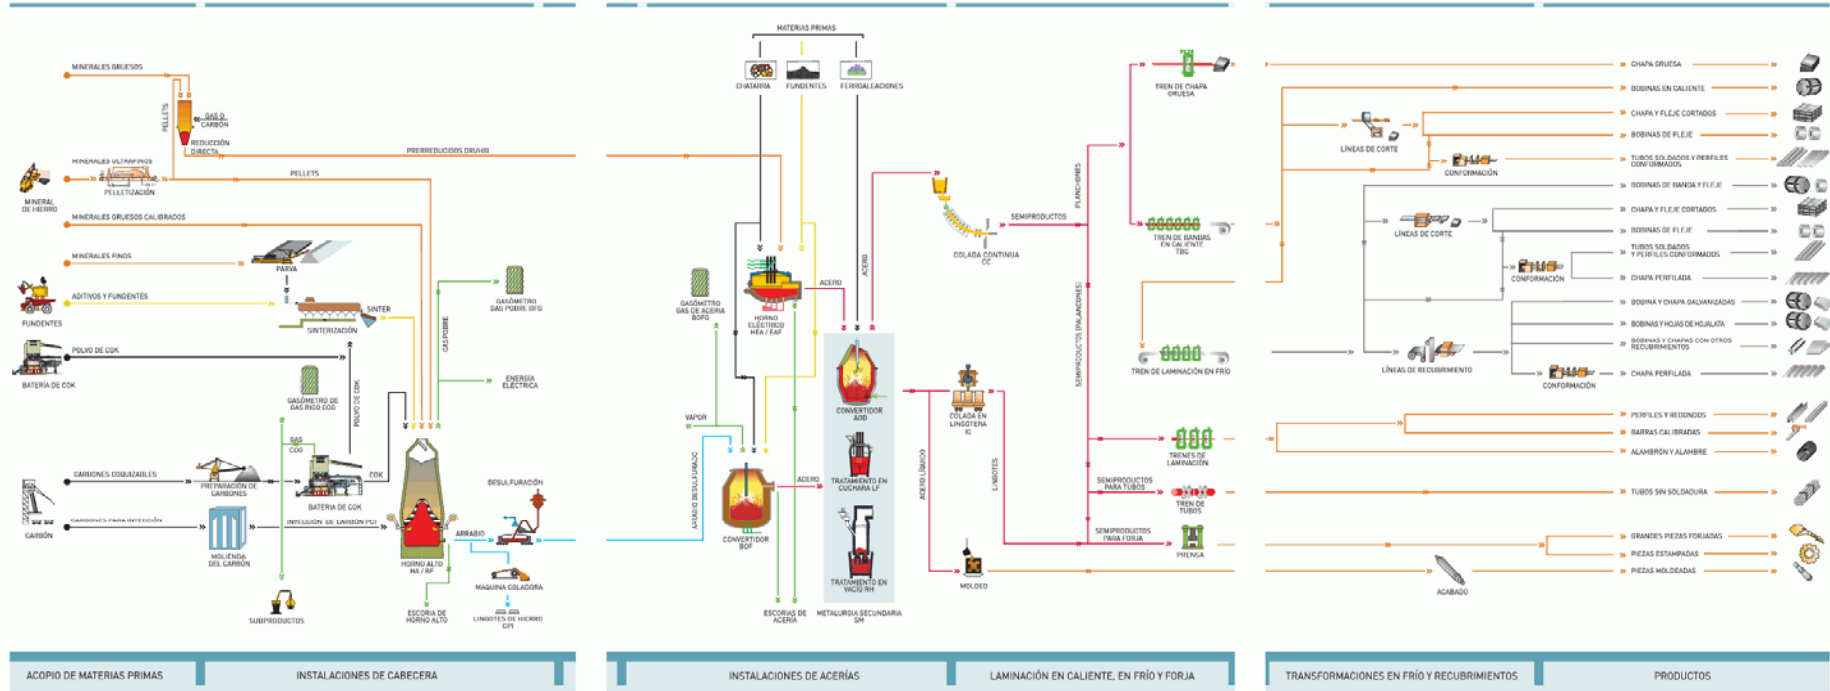 MINERALES GRUESOS
PELLETS
GAS O
CARBÓN
REDUCCIÓN
DIRECTA
PRERREDUCIDOS DRI/HBI
MINERALES ULTRAFINOS
PELLETIZACIÓN
PELLETS
MINERAL
DE HIERRO
MINERALES GRUESOS CALIBRADOS
MINERALES FINOS
PARVA
ADITIVOS Y FUNDENTES
FUNDENTES
SINTER
SINTERIZACIÓN
GASÓMETRO
GAS POBRE BFG
GAS POBRE
POLVO DE COK
BATERÍA DE COK
GASÓMETRO DE
GAS RICO COG
POLVO DE COK
ENERGÍA
ELÉCTRICA
GAS
COG
CARBONES COQUIZABLES
PREPARACIÓN DE
CARBONES
COK
BATERIA DE COK
DESULFURACIÓN
CARBONES PARA INYECCIÓN
CARBÓN
INYECCIÓN DE CARBÓN PCI
MOLIENDA
DEL CARBÓN
ARRABIO
HORNO ALTO
HA / BF
MAQUINA COLADORA
SUBPRODUCTOS
ESCORIA DE
HORNO ALTO
LINGOTES DE HIERRO
OPI
ACOPIO DE MATERIAS PRIMAS
INSTALACIONES DE CABECERA
MATERIAS PRIMAS
CHATARRA
FUNDENTES
FERROALEACIONES
ACERO
GASÓMETRO
GAS DE ACERIA
BOFG
HORNO
ELÉCTRICO
HEA / EAF
ACERO
VAPOR
ARRABIO DESULFURADO
CONVERTIDOR
BOF
ACERO
CONVERTIDOR
AOD
TRATAMIENTO EN
CUCHARA LF
TRATAMIENTO EN
VACÍO RH
ESCORIAS DE
ACERÍA
METALURGIA SECUNDARIA
SM
ACERO LÍQUIDO
COLADA CONTINUA
CC
SEMIPRODUCTOS
COLADA EN
LINGOTERA
IC
LINGOTES
MOLDEO
PLANCHONES
SEMIPRODUCTOS (PALANCONES)
TREN DE CHAPA
GRUESA
TREN DE BANDAS
EN CALIENTE
TBC
TREN DE LAMINACIÓN EN FRÍO
TRENES DE
LAMINACIÓN
SEMIPRODUCTOS
PARA TUBOS
TREN DE
TUBOS
SEMIPRODUCTOS
PARA FORJA
PRENSA
INSTALACIONES DE ACERÍAS
LAMINACIÓN EN CALIENTE, EN FRÍO Y FORJA
CHAPA GRUESA
BOBINAS EN CALIENTE
CHAPA Y FLEJE CORTADOS
LÍNEAS DE CORTE
BOBINAS DE FLEJE
TUBOS SOLDADOS Y PERFILES
CONFORMADOS
CONFORMACIÓN
BOBINAS DE BANDA Y FLEJE
CHAPA Y FLEJE CORTADOS
LÍNEAS DE CORTE
BOBINAS DE FLEJE
TUBOS SOLDADOS
Y PERFILES CONFORMADOS
CONFORMACIÓN
CHAPA PERFILADA
BOBINA Y CHAPA GALVANIZADAS
BOBINAS Y HOJAS DE HOJALATA
BOBINAS Y CHAPAS CON OTROS
RECUBRIMIENTOS
LÍNEAS DE RECUBRIMIENTO
CONFORMACIÓN
CHAPA PERFILADA
PERFILES Y REDONDOS
BARRAS CALIBRADAS
ALAMBRÓN Y ALAMBRE
TUBOS SIN SOLDADURA
GRANDES PIEZAS FORJADAS
PIEZAS ESTAMPADAS
PIEZAS MOLDEADAS
ACABADO
TRANSFORMACIONES EN FRÍO Y RECUBRIMIENTOS
PRODUCTOS